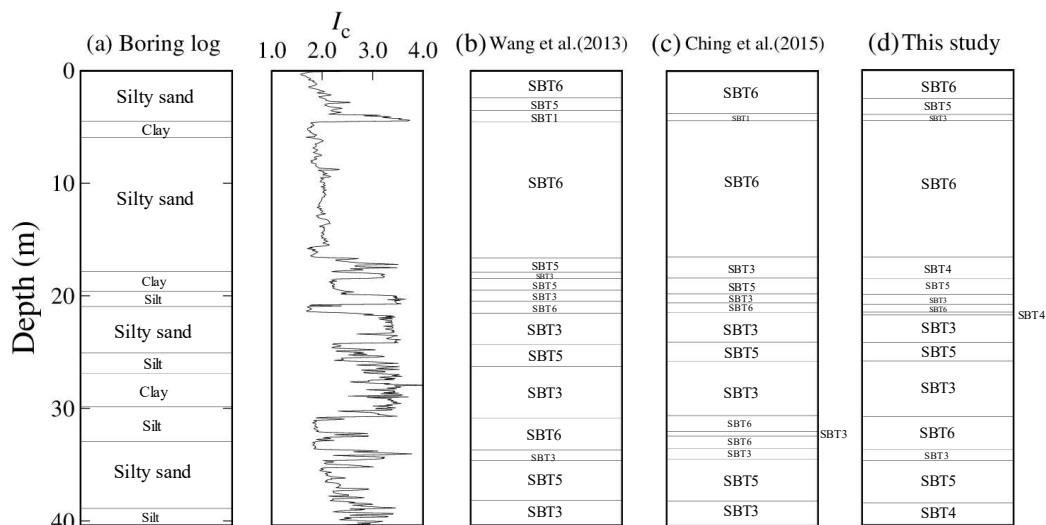 I_c
(a) Boring log
1.0 2.0 3.0 4.0
(b) Wang et al.(2013)
(c) Ching et al.(2015)
(d) This study
Depth (m)
0
10
20
30
40
Silty sand
Clay
Silty sand
Clay
Silt
Silty sand
Silt
Clay
Silt
Silty sand
Silt
SBT6
SBT5
SBT1
SBT6
SBT5
SBT3
SBT5
SBT3
SBT6
SBT3
SBT5
SBT3
SBT6
SBT3
SBT5
SBT3
SBT6
SBT1
SBT6
SBT3
SBT5
SBT3
SBT6
SBT3
SBT5
SBT3
SBT6
SBT3
SBT6
SBT3
SBT5
SBT3
SBT6
SBT5
SBT3
SBT6
SBT4
SBT5
SBT3
SBT6
SBT4
SBT3
SBT5
SBT3
SBT6
SBT3
SBT5
SBT4